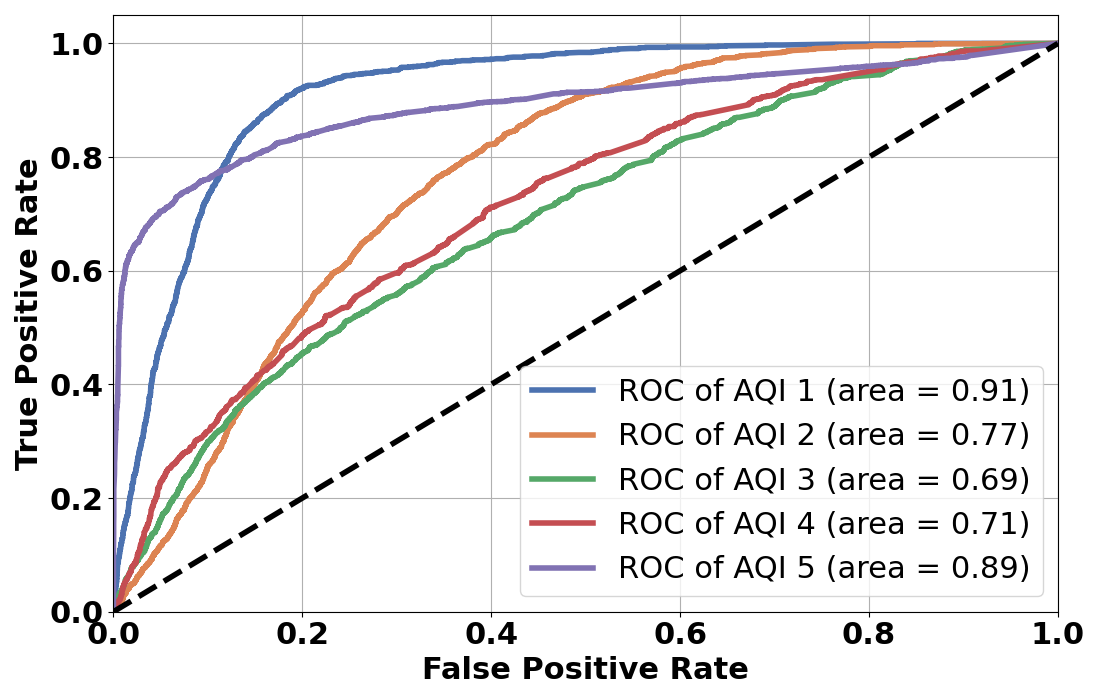 1.0
0.8
0.6
0.4
0.2
0.0
True Positive Rate
ROC of AQI 1 (area = 0.91)
ROC of AQI 2 (area = 0.77)
ROC of AQI 3 (area = 0.69)
ROC of AQI 4 (area = 0.71)
ROC of AQI 5 (area = 0.89)
0.0 0.2 0.4 0.6 0.8 1.0
False Positive Rate